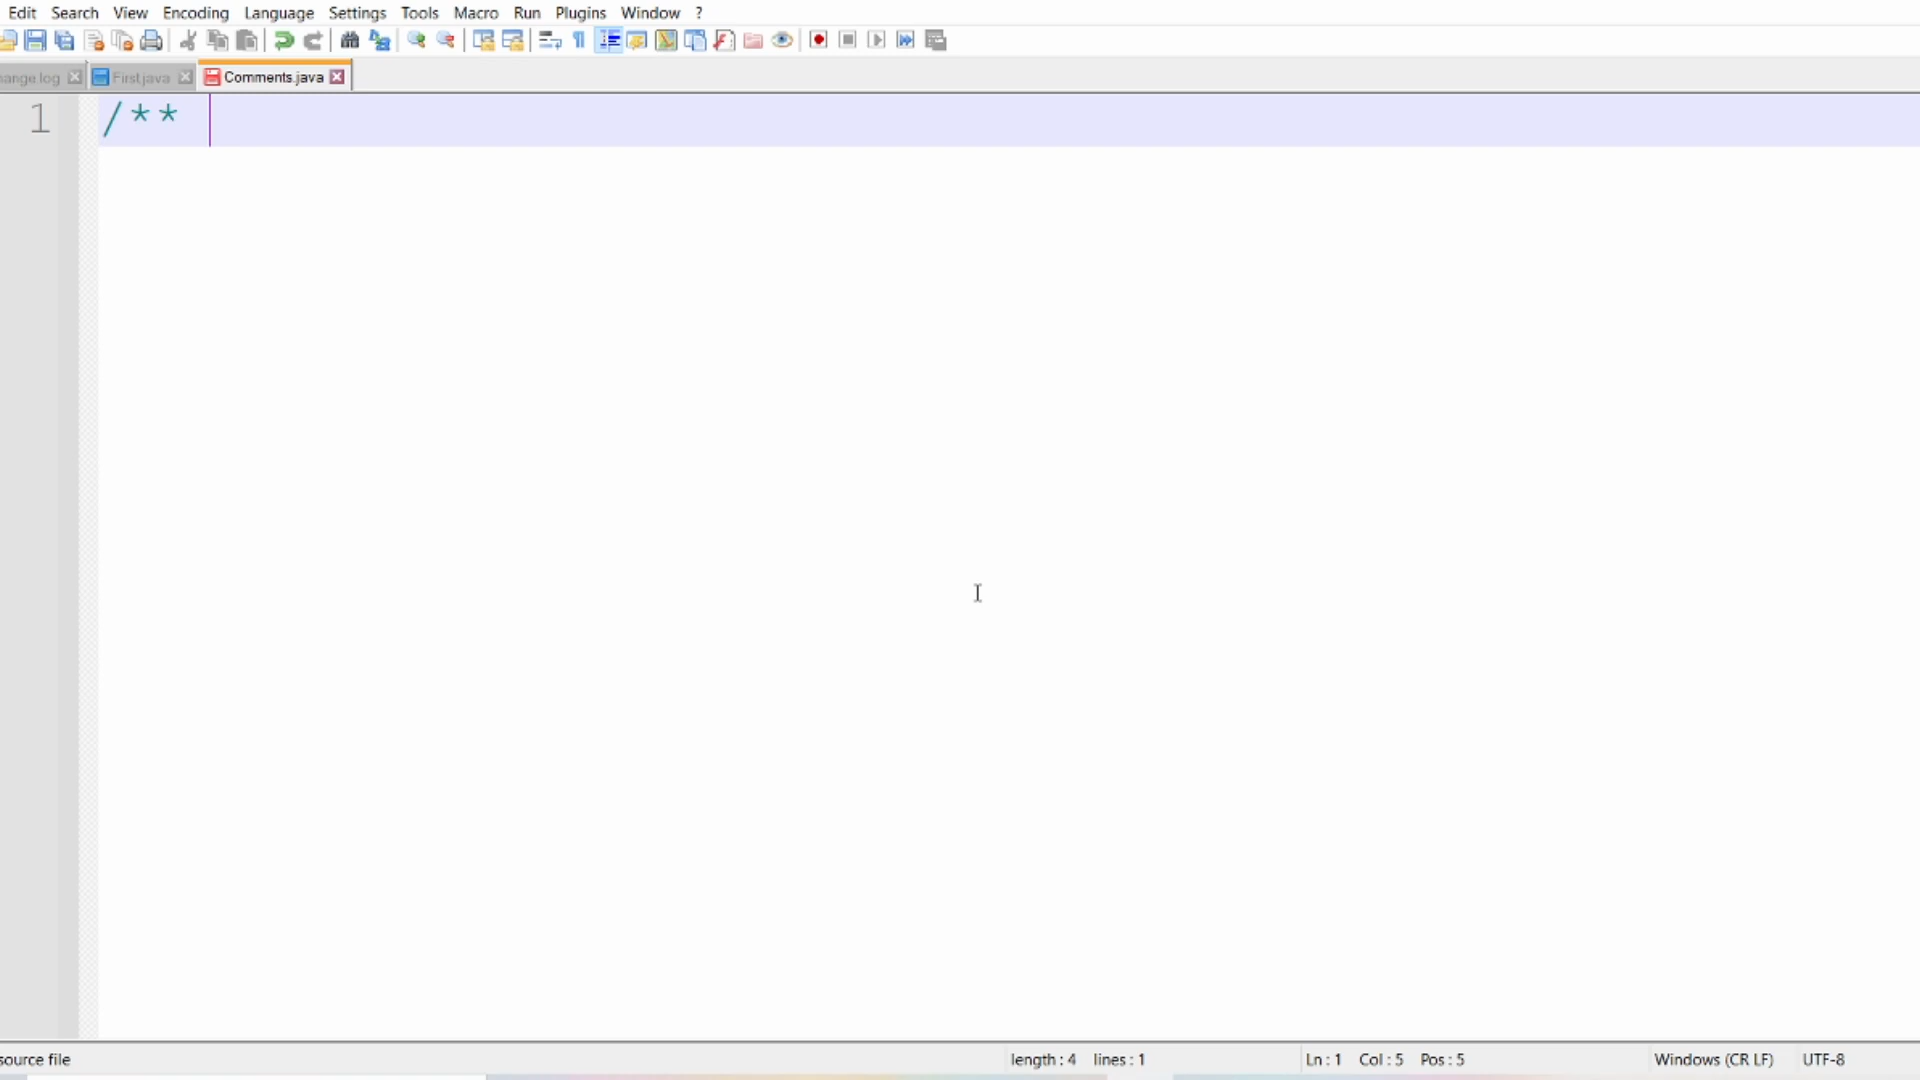 Edit Search View Encoding Language Settings Tools Macro Run Plugins Window ?
ange.log First.java Comments.java
1 /**
source file length : 4 lines : 1 Ln : 1 Col : 5 Pos : 5 Windows (CR LF) UTF-8